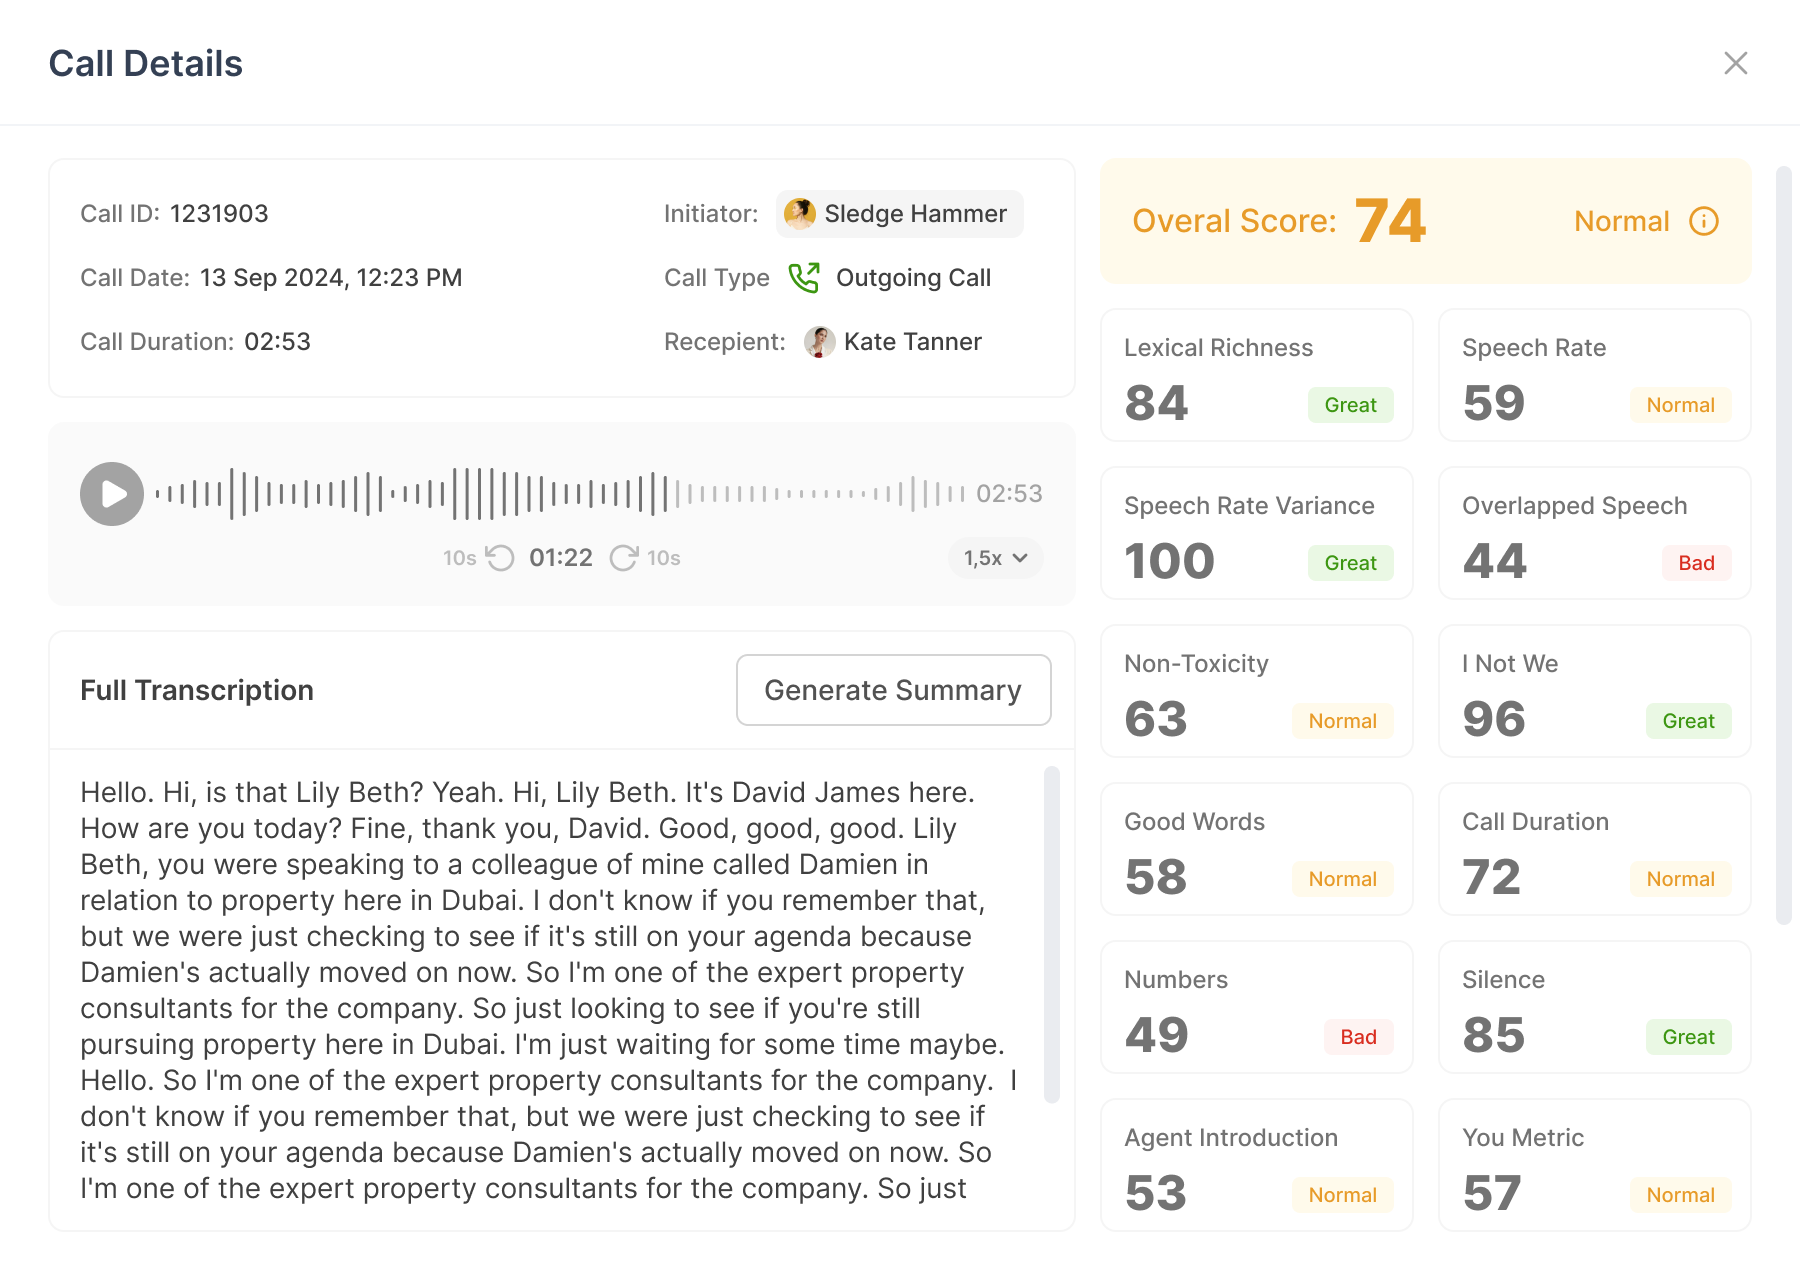 Call Details
Call ID: 1231903
Initiator: Sledge Hammer
Call Date: 13 Sep 2024, 12:23 PM
Call Type Outgoing Call
Call Duration: 02:53
Recepient: Kate Tanner
02:53
10s 01:22 10s
1,5x
Full Transcription
Generate Summary
Hello. Hi, is that Lily Beth? Yeah. Hi, Lily Beth. It's David James here.
How are you today? Fine, thank you, David. Good, good, good. Lily
Beth, you were speaking to a colleague of mine called Damien in
relation to property here in Dubai. I don't know if you remember that,
but we were just checking to see if it's still on your agenda because
Damien's actually moved on now. So I'm one of the expert property
consultants for the company. So just looking to see if you're still
pursuing property here in Dubai. I'm just waiting for some time maybe.
Hello. So I'm one of the expert property consultants for the company.  I
don't know if you remember that, but we were just checking to see if
it's still on your agenda because Damien's actually moved on now. So
I'm one of the expert property consultants for the company. So just
Overal Score: 74
Normal
Lexical Richness
84 Great
Speech Rate
59 Normal
Speech Rate Variance
100 Great
Overlapped Speech
44 Bad
Non-Toxicity
63 Normal
I Not We
96 Great
Good Words
58 Normal
Call Duration
72 Normal
Numbers
49 Bad
Silence
85 Great
Agent Introduction
53 Normal
You Metric
57 Normal